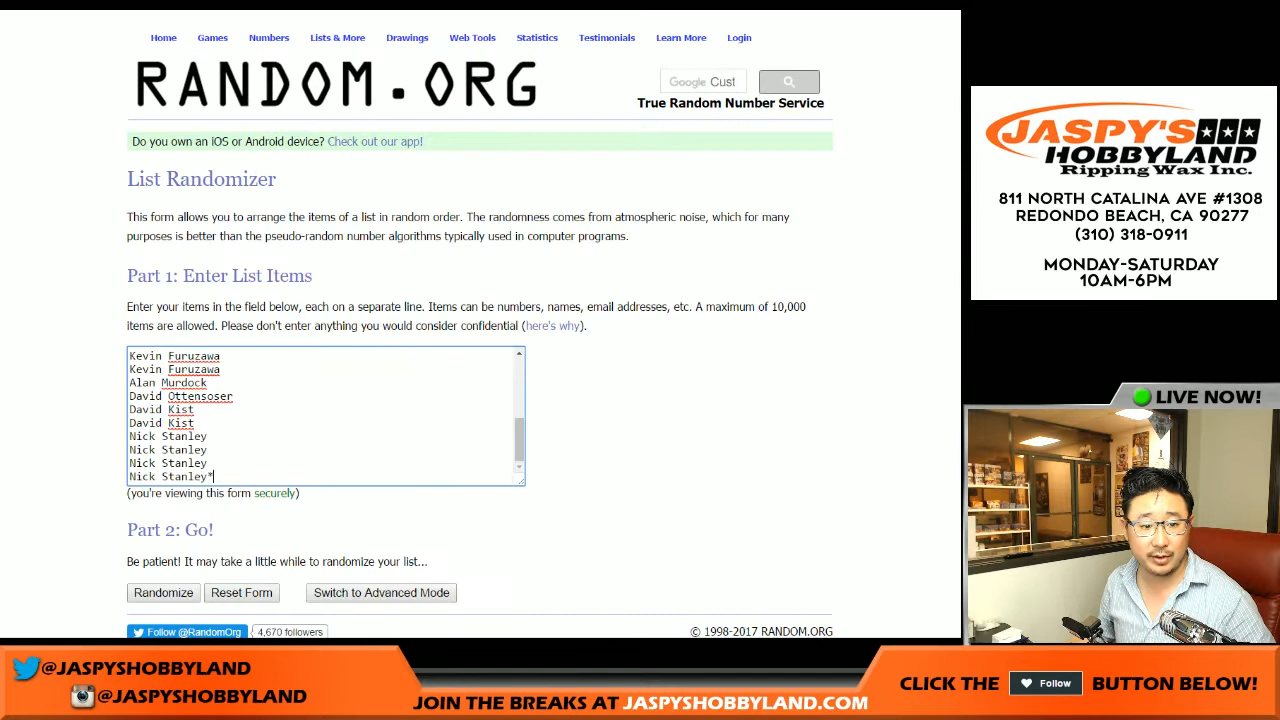 Home Games Numbers Lists & More Drawings Web Tools Statistics Testimonials Learn More Login
RANDOM.ORG
Google Cust
True Random Number Service
Do you own an iOS or Android device? Check out our app!
List Randomizer
This form allows you to arrange the items of a list in random order. The randomness comes from atmospheric noise, which for many
purposes is better than the pseudo-random number algorithms typically used in computer programs.
Part 1: Enter List Items
Enter your items in the field below, each on a separate line. Items can be numbers, names, email addresses, etc. A maximum of 10,000
items are allowed. Please don't enter anything you would consider confidential (here's why).
Kevin Furuzawa
Kevin Furuzawa
Alan Murdock
David Ottensoser
David Kist
David Kist
Nick Stanley
Nick Stanley
Nick Stanley
Nick Stanley*
(you're viewing this form securely)
Part 2: Go!
Be patient! It may take a little while to randomize your list...
Randomize Reset Form Switch to Advanced Mode
Follow @RandomOrg 4,670 followers
© 1998-2017 RANDOM.ORG
JASPY'S
HOBBYLAND
Ripping Wax Inc.
811 NORTH CATALINA AVE #1308
REDONDO BEACH, CA 90277
(310) 318-0911
MONDAY-SATURDAY
10AM-6PM
LIVE NOW!
@JASPYSHOBBYLAND
@JASPYSHOBBYLAND
JOIN THE BREAKS AT JASPYSHOBBYLAND.COM
CLICK THE Follow BUTTON BELOW!